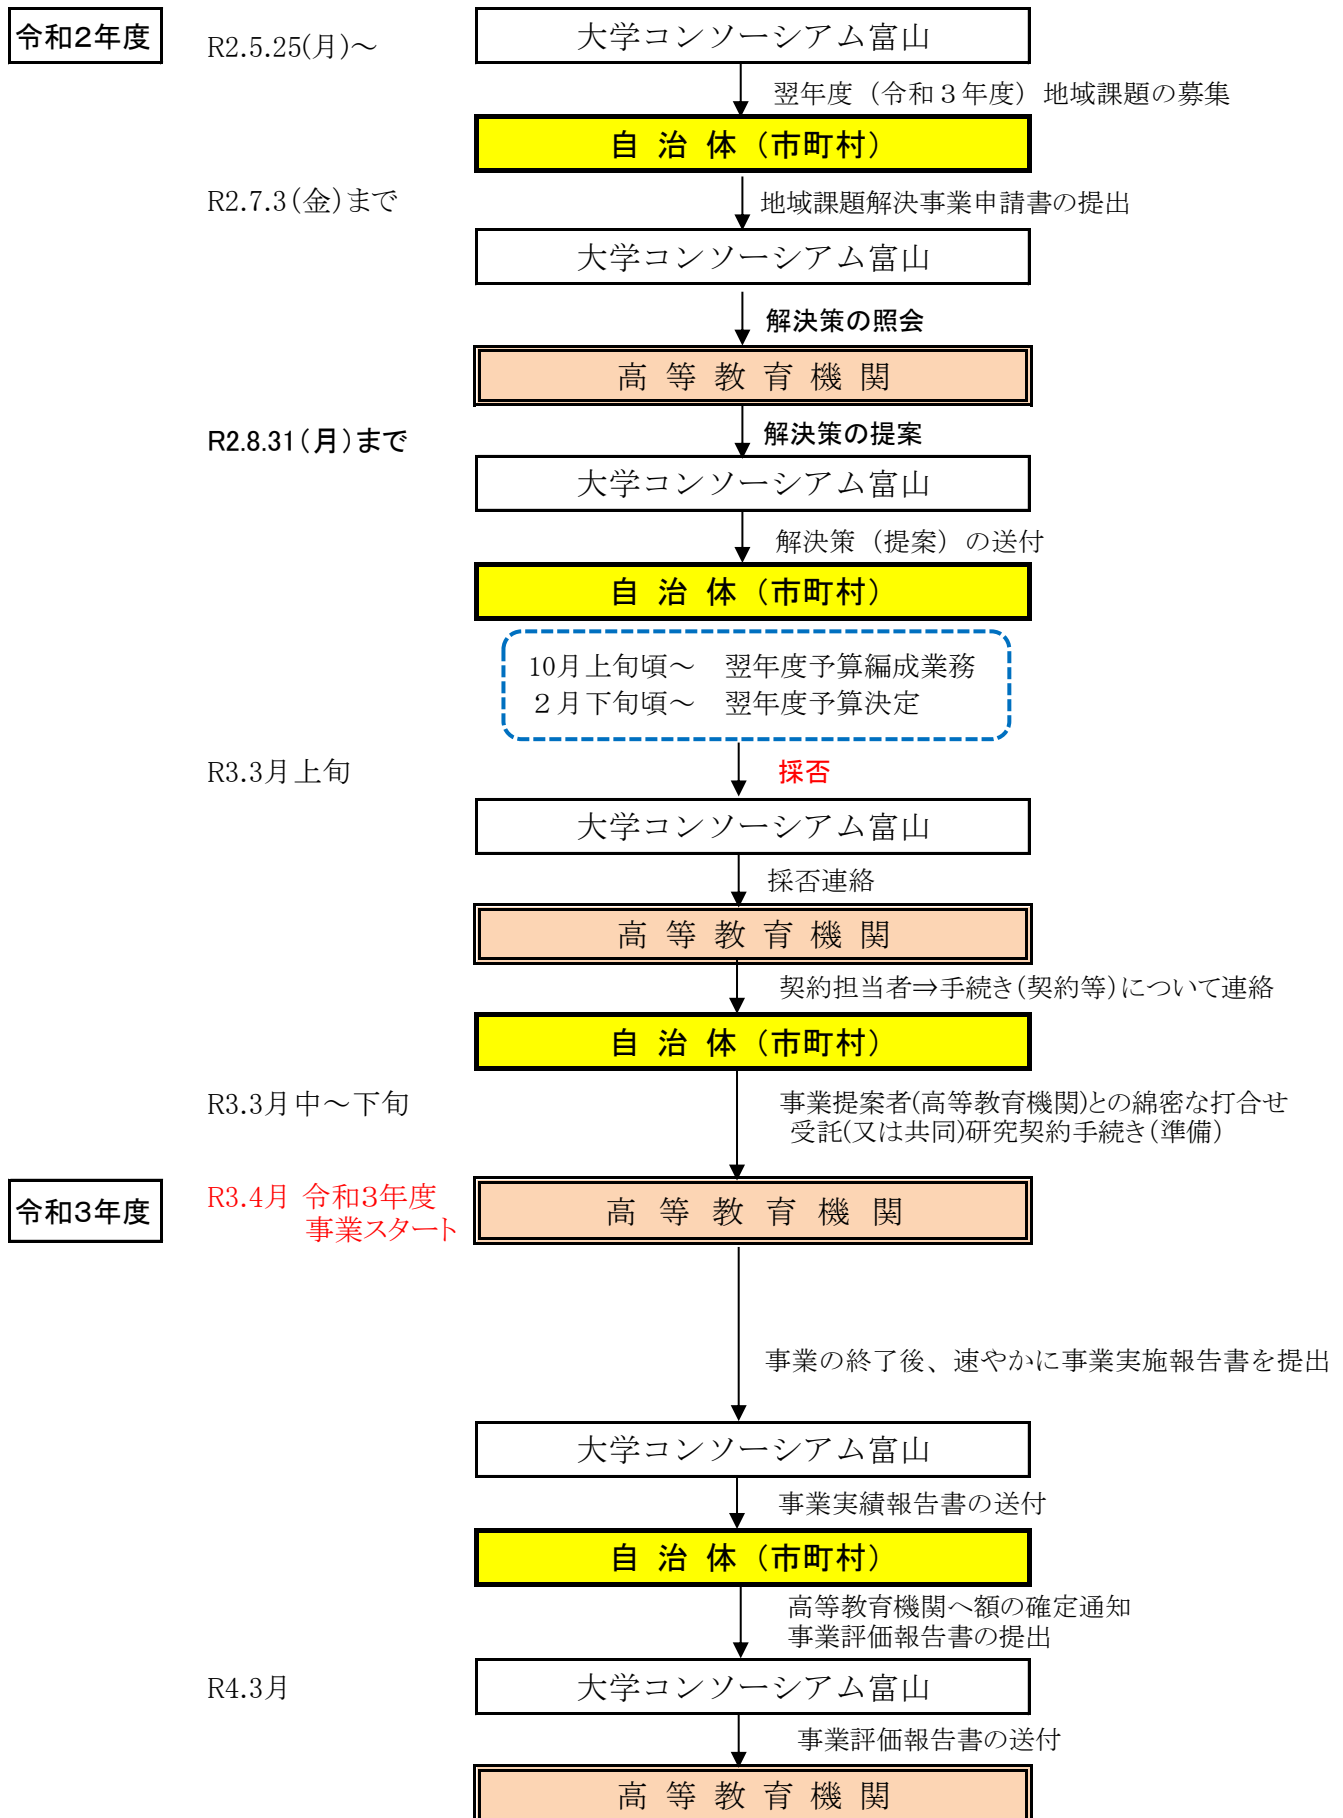 令和２年度
R2.5.25(月)～
大学コンソーシアム富山
翌年度（令和３年度）地域課題の募集
自 治 体（市町村）
R2.7.3(金)まで
地域課題解決事業申請書の提出
大学コンソーシアム富山
解決策の照会
高 等 教 育 機 関
R2.8.31(月)まで
解決策の提案
大学コンソーシアム富山
解決策（提案）の送付
自 治 体（市町村）
10月上旬頃～　翌年度予算編成業務
２月下旬頃～　翌年度予算決定
R3.3月上旬
採否
大学コンソーシアム富山
採否連絡
高 等 教 育 機 関
契約担当者⇒手続き(契約等)について連絡
自 治 体（市町村）
R3.3月中～下旬
事業提案者(高等教育機関)との綿密な打合せ
受託(又は共同)研究契約手続き(準備)
令和３年度
R3.4月 令和３年度
事業スタート
高 等 教 育 機 関
事業の終了後、速やかに事業実施報告書を提出
大学コンソーシアム富山
事業実績報告書の送付
自 治 体（市町村）
高等教育機関へ額の確定通知
事業評価報告書の提出
R4.3月
大学コンソーシアム富山
事業評価報告書の送付
高 等 教 育 機 関